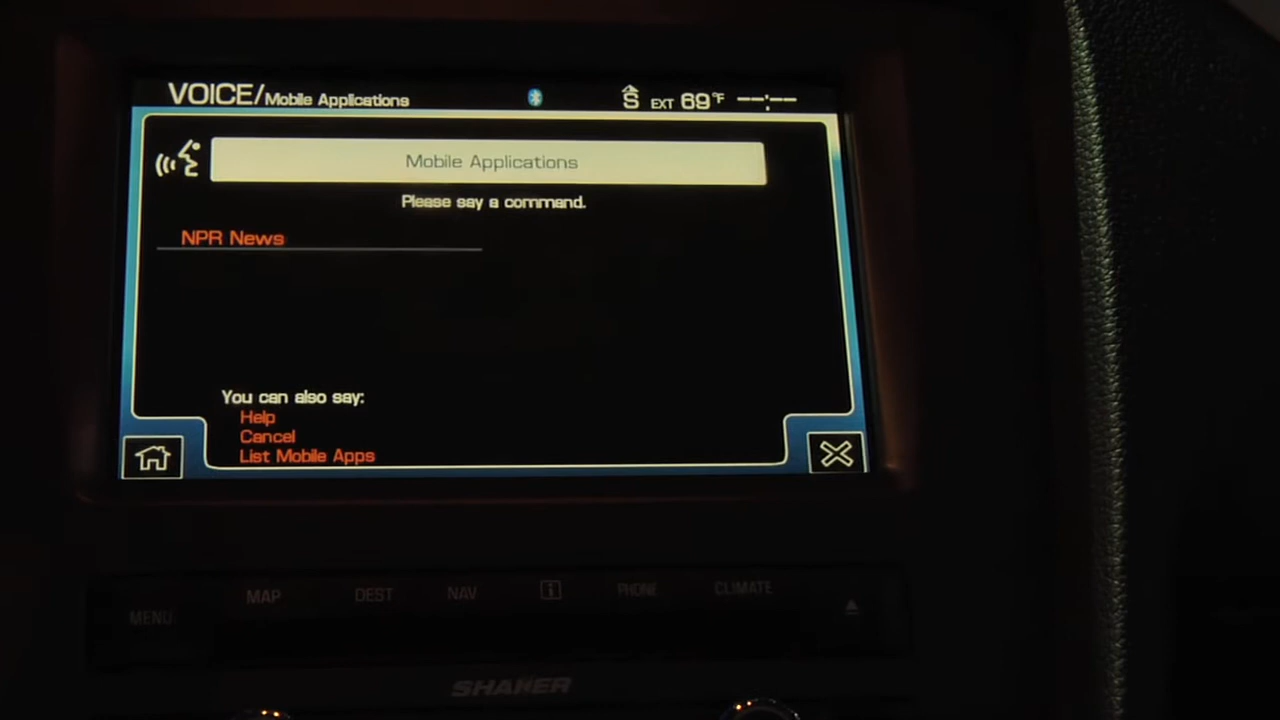 VOICE/Mobile Applications S EXT 69°F --:--
Mobile Applications
Please say a command.
NPR News
You can also say:
Help
Cancel
List Mobile Apps
MENU MAP DEST NAV i PHONE CLIMATE
SHAKER